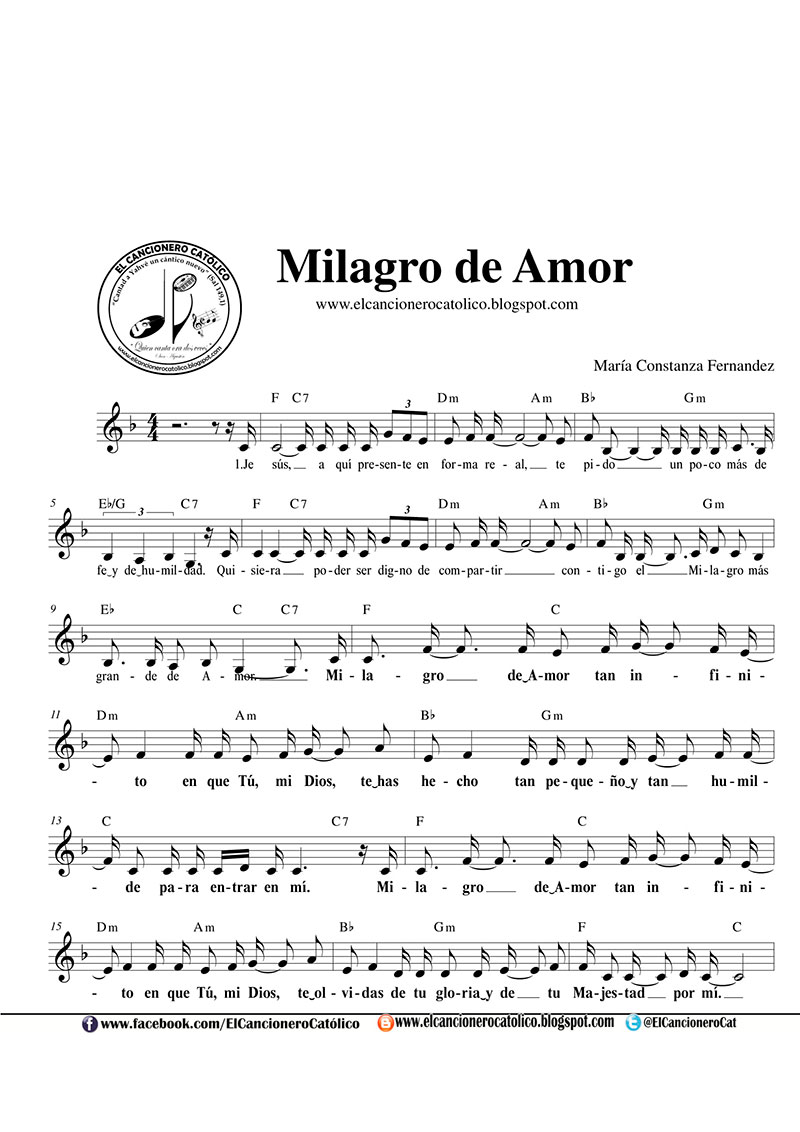 EL CANCIONERO CATÓLICO
"Cantad a Yahvé un cántico nuevo" (Sal 149,1)
"Quien canta ora dos veces"
www.elcancionerocatolico.blogspot.com
Milagro de Amor
www.elcancionerocatolico.blogspot.com
María Constanza Fernandez
F C7 Dm Am B♭ Gm
4/4
3
1.Je sús, a quí pre-sen-te en for-ma re-al, te pi-do un po-co más de
5 E♭/G C7 F C7 Dm Am B♭ Gm
3 3
fe y de hu-mil-dad. Qui-sie-ra po-der ser dig-no de com-par-tir con-ti-go el Mi-la-gro más
9 E♭ C C7 F C
gran-de de A-mor. Mi-la-gro de A-mor tan in-fi-ni-
11 Dm Am B♭ Gm
- to en que Tú, mi Dios, te has he-cho tan pe-que-ño y tan hu-mil-
13 C C7 F C
- de pa-ra en-trar en mí. Mi-la-gro de A-mor tan in-fi-ni-
15 Dm Am B♭ Gm F C
- to en que Tú, mi Dios, te ol-vi-das de tu glo-ria y de tu Ma-jes-tad por mí.
www.facebook.com/ElCancioneroCatólico www.elcancionerocatolico.blogspot.com @ElCancioneroCat